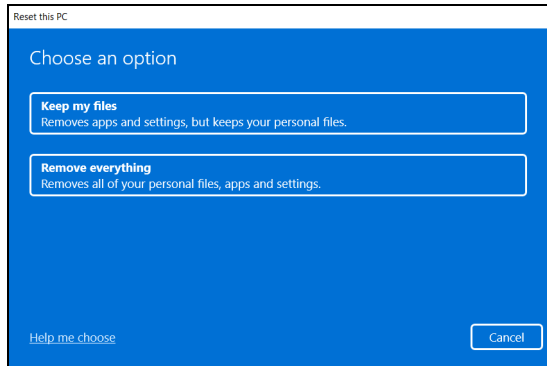 Reset this PC
Choose an option
Keep my files
Removes apps and settings, but keeps your personal files.
Remove everything
Removes all of your personal files, apps and settings.
Help me choose
Cancel